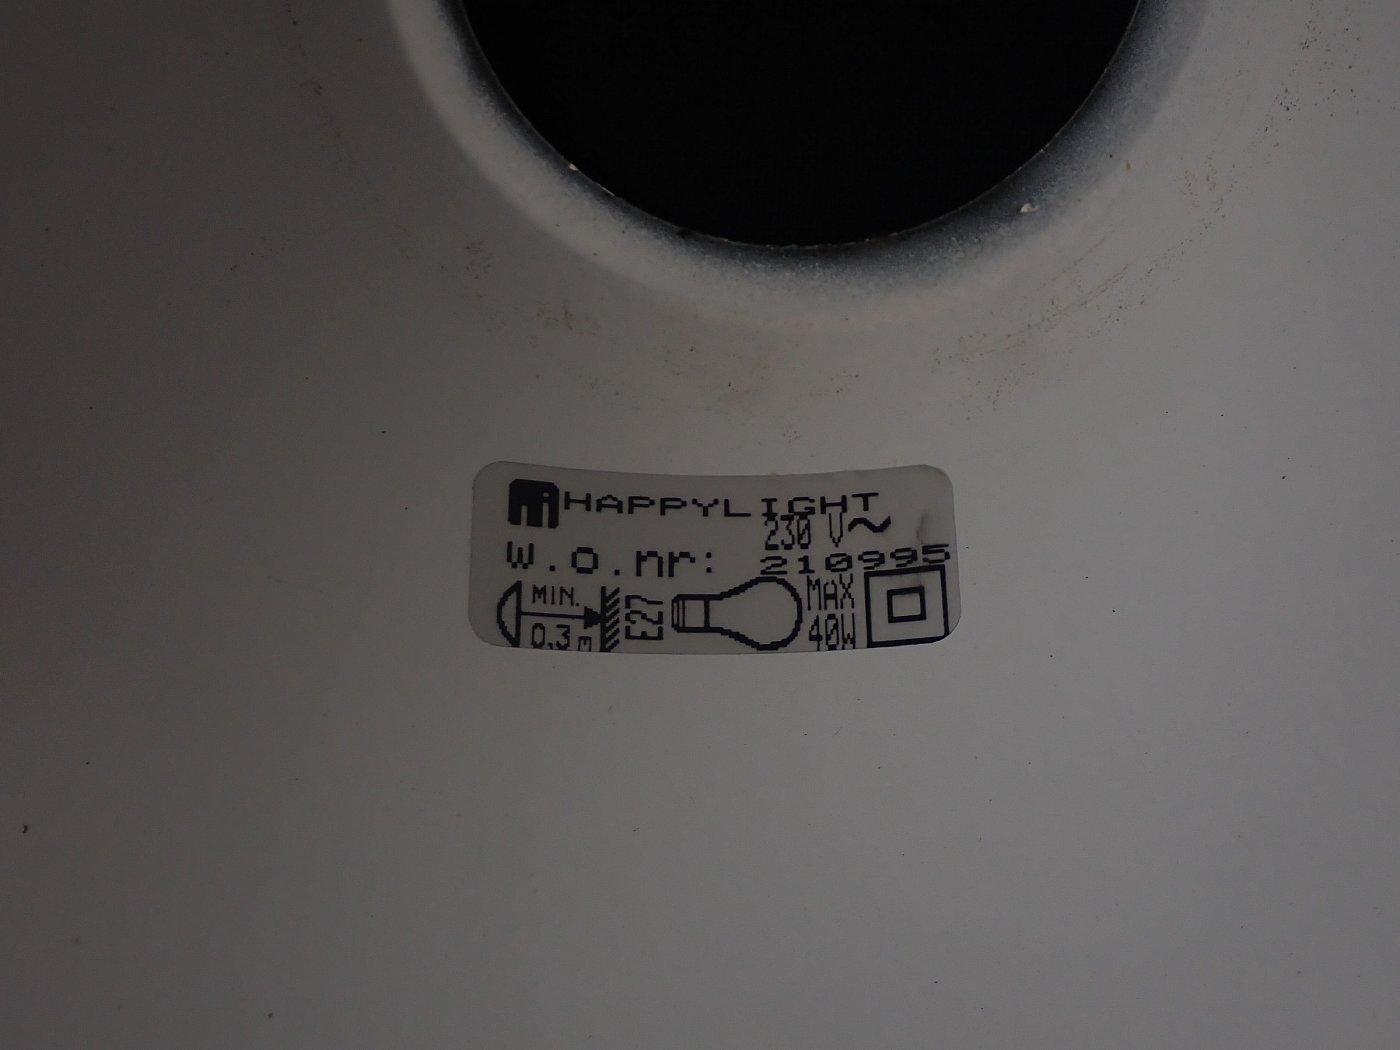 HAPPYLIGHT
230 V~
W.o.nr: 210995
MIN.
0,3 m
E27
MAX
40W